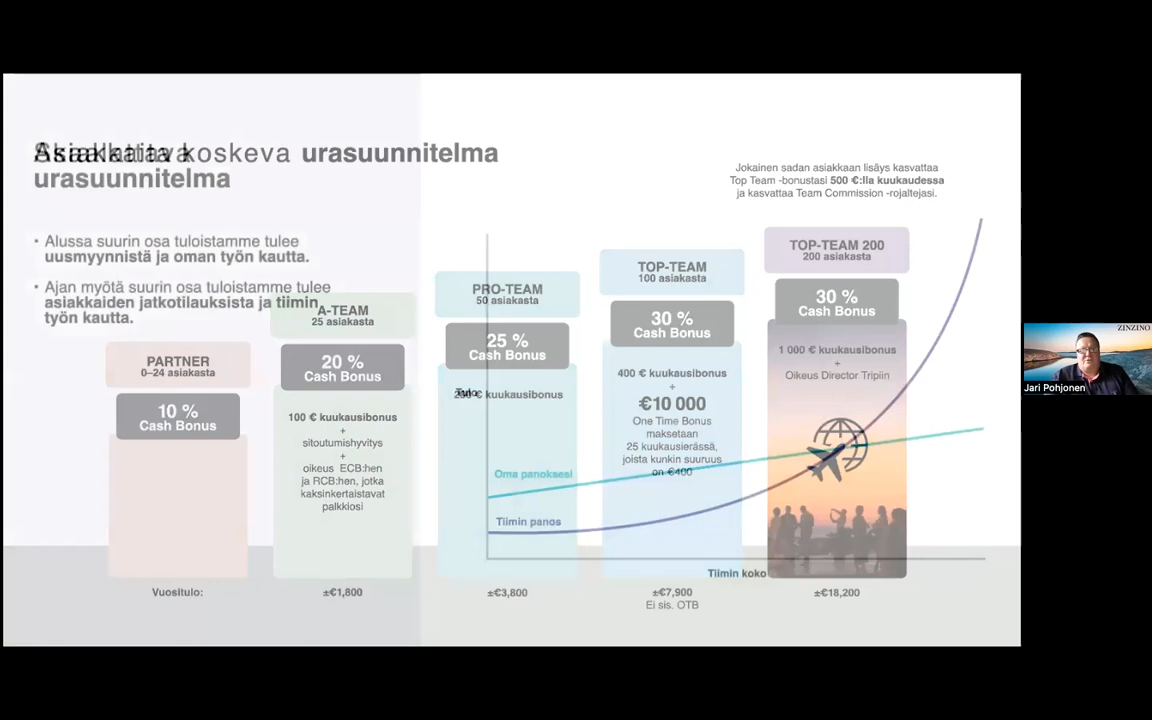 Asiakkaita koskeva urasuunnitelma
urasuunnitelma
Jokainen sadan asiakkaan lisäys kasvattaa
Top Team -bonustasi 500 €:lla kuukaudessa
ja kasvattaa Team Commission -rojaltejasi.
• Alussa suurin osa tuloistamme tulee
uusmyynnistä ja oman työn kautta.
• Ajan myötä suurin osa tuloistamme tulee
asiakkaiden jatkotilauksista ja tiimin
työn kautta.
PARTNER
0–24 asiakasta
10 %
Cash Bonus
A-TEAM
25 asiakasta
20 %
Cash Bonus
100 € kuukausibonus
+
sitoutumishyvitys
+
oikeus ECB:hen
ja RCB:hen, jotka
kaksinkertaistavat
palkkiosi
PRO-TEAM
50 asiakasta
25 %
Cash Bonus
Tulo
kuukausibonus
Oma panoksesi
Tiimin panos
TOP-TEAM
100 asiakasta
30 %
Cash Bonus
400 € kuukausibonus
+
€10 000
One Time Bonus
maksetaan
25 kuukausierässä,
joista kunkin suuruus
on €400
TOP-TEAM 200
200 asiakasta
30 %
Cash Bonus
1 000 € kuukausibonus
+
Oikeus Director Tripiin
Tiimin koko
Vuositulo:
±€1,800
±€3,800
±€7,900
Ei sis. OTB
±€18,200
ZINZINO
Jari Pohjonen